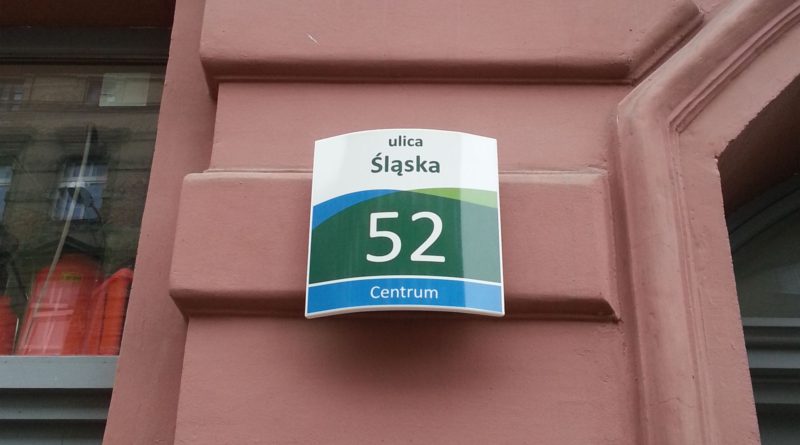 ulica
Śląska
52
Centrum